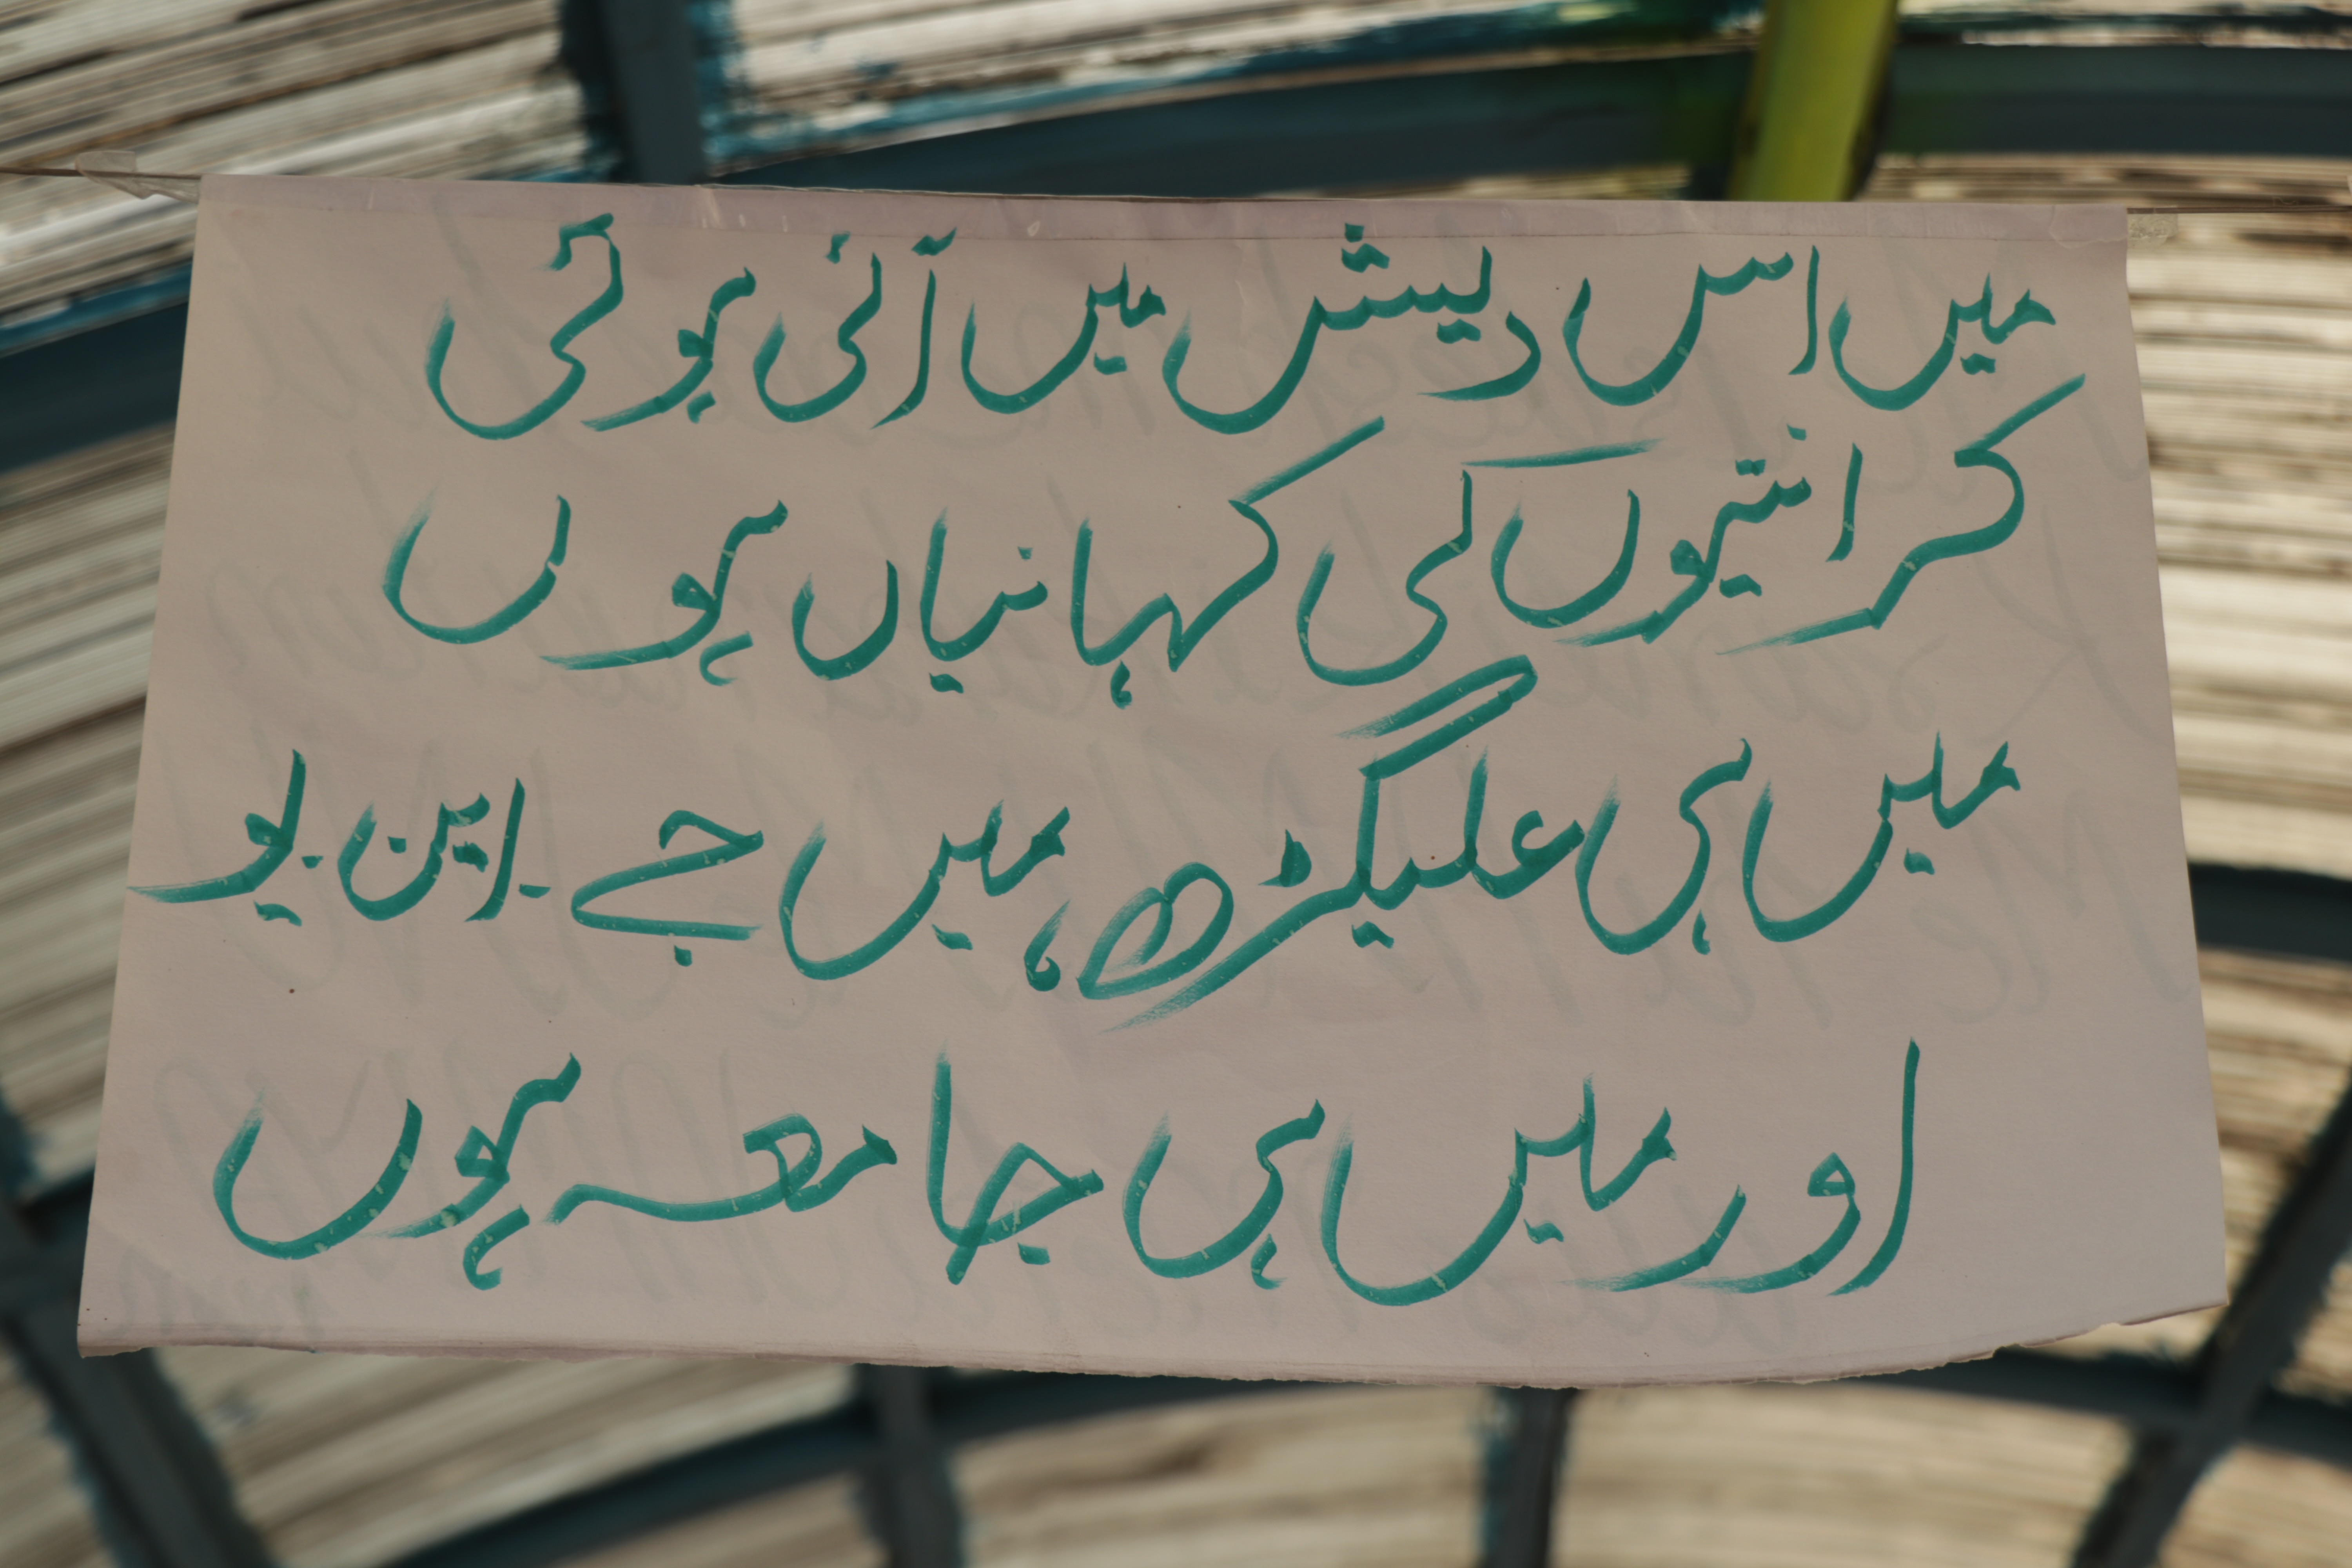 میں اس دیش میں آئی ہوئی
کرانتیوں کی کہانیاں ہوں
میں ہی علیگڑھ، میں جے۔این۔یو
اور میں ہی جامعہ ہوں